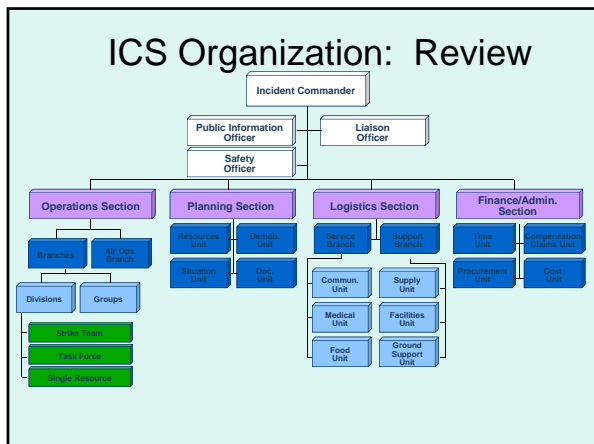 ICS Organization: Review
Incident Commander
Public Information
Officer
Liaison
Officer
Safety
Officer
Operations Section
Planning Section
Logistics Section
Finance/Admin.
Section
Branches
Air Ops
Branch
Resources
Unit
Demob.
Unit
Service
Branch
Support
Branch
Time
Unit
Compensation
Claims Unit
Situation
Unit
Doc.
Unit
Procurement
Unit
Cost
Unit
Divisions
Groups
Commun.
Unit
Supply
Unit
Medical
Unit
Facilities
Unit
Food
Unit
Ground
Support
Unit
Strike Team
Task Force
Single Resource